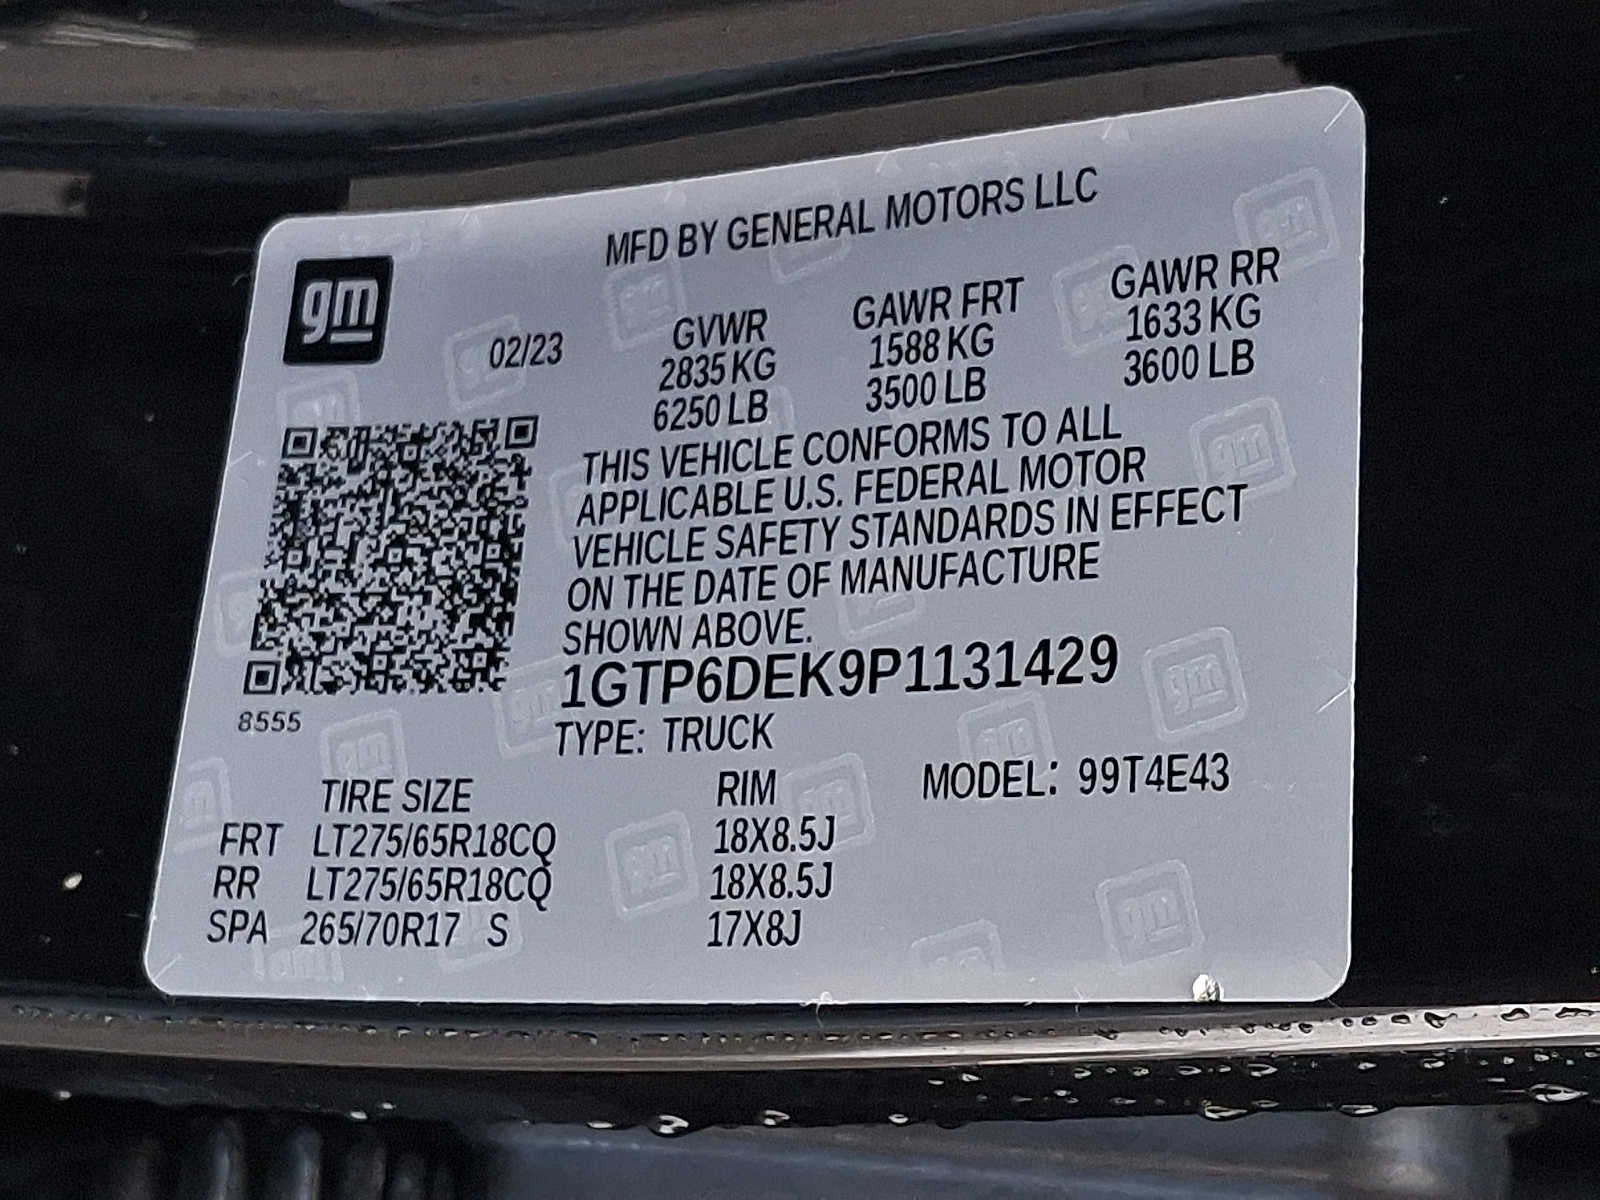 MFD BY GENERAL MOTORS LLC
gm
02/23
GVWR GAWR FRT GAWR RR
2835 KG 1588 KG 1633 KG
6250 LB 3500 LB 3600 LB
THIS VEHICLE CONFORMS TO ALL
APPLICABLE U.S. FEDERAL MOTOR
VEHICLE SAFETY STANDARDS IN EFFECT
ON THE DATE OF MANUFACTURE
SHOWN ABOVE.
1GTP6DEK9P1131429
8555
TYPE: TRUCK
TIRE SIZE RIM MODEL: 99T4E43
FRT LT275/65R18CQ 18X8.5J
RR LT275/65R18CQ 18X8.5J
SPA 265/70R17 S 17X8J